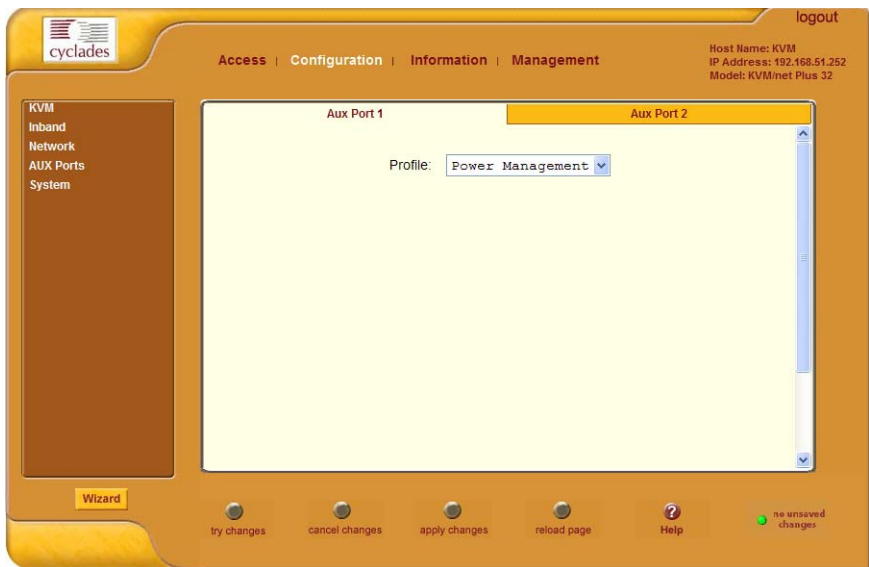 logout
cyclades
Access | Configuration | Information | Management
Host Name: KVM
IP Address: 192.168.51.252
Model: KVM/net Plus 32
KVM
Inband
Network
AUX Ports
System
Aux Port 1
Aux Port 2
Profile: Power Management
Wizard
try changes
cancel changes
apply changes
reload page
? Help
no unsaved
changes